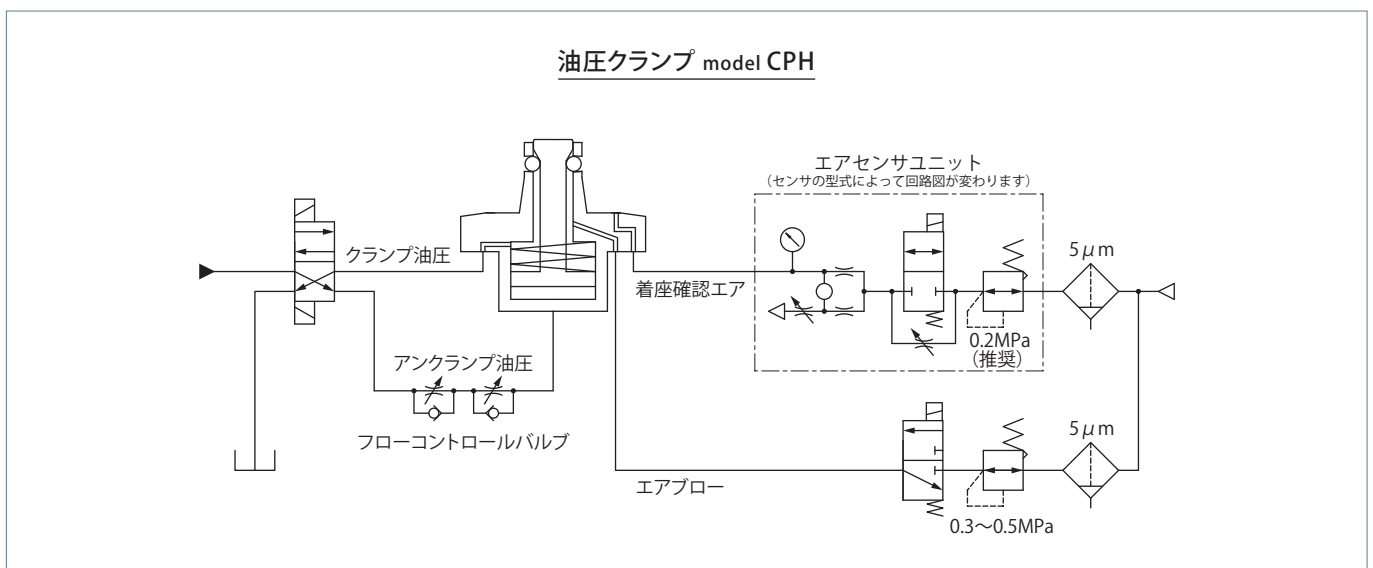 油圧クランプ model CPH
エアセンサユニット
（センサの型式によって回路図が変わります）
クランプ油圧
着座確認エア
5μm
0.2MPa
（推奨）
アンクランプ油圧
フローコントロールバルブ
エアブロー
5μm
0.3〜0.5MPa